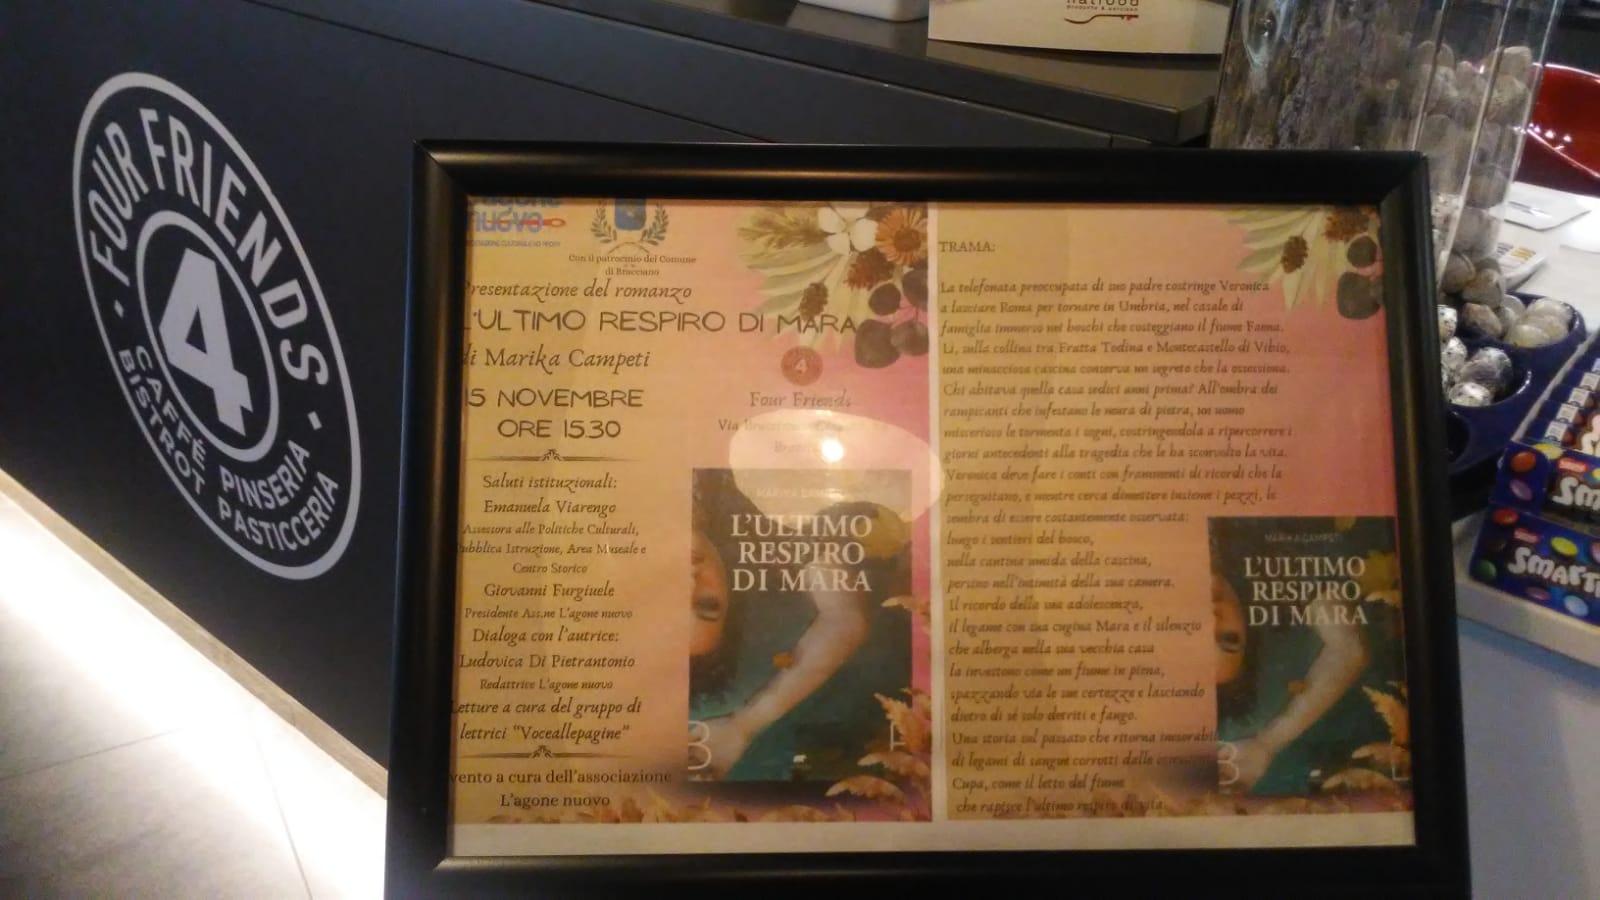 FOUR FRIENDS
4
CAFFÉ PINSERIA
BISTROT PASTICCERIA
nuovo
Con il patrocinio del Comune
di Bracciano
Presentazione del romanzo
L'ULTIMO RESPIRO DI MARA
di Marika Campeti
15 NOVEMBRE
ORE 15.30
4
Four Friends
Via
Saluti istituzionali:
Emanuela Viarengo
Assessora alle Politiche Culturali,
Pubblica Istruzione, Area Museale e
Centro Storico
Giovanni Furgiuele
Presidente Ass.ne L'agone nuovo
Dialoga con l'autrice:
Ludovica Di Pietrantonio
Redattrice L'agone nuovo
Letture a cura del gruppo di
lettrici "Voceallepagine"
vento a cura dell'associazione
L'agone nuovo
L'ULTIMO
RESPIRO
DI MARA
TRAMA:
La telefonata preoccupata di suo padre costringe Veronica
a lasciare Roma per tornare in Umbria, nel casale di
famiglia immerso nei boschi che costeggiano il fiume Faena.
Lì, sulla collina tra Fratta Todina e Montecastello di Vibio,
una minacciosa cascina conserva un segreto che la ossessiona.
Chi abitava quella casa sedici anni prima? All'ombra dei
rampicanti che infestano le mura di pietra, un uomo
misterioso le tormenta i sogni, costringendola a ripercorrere i
giorni antecedenti alla tragedia che le ha sconvolto la vita.
Veronica deve fare i conti con frammenti di ricordi che la
perseguitano, e mentre cerca dimettere insieme i pezzi, le
sembra di essere costantemente osservata:
lungo i sentieri del bosco,
nella cantina umida della cascina,
persino nell'intimità della sua camera.
Il ricordo della sua adolescenza,
il legame con sua cugina Mara e il silenzio
che alberga nella sua vecchia casa
la investono come un fiume in piena,
spazzando via le sue certezze e lasciando
dietro di sé solo detriti e fango.
Una storia sul passato che ritorna inesorabil
di legami di sangue corrotti dalle
Cupa, come il letto del fiume
che rapisce l'ultimo respiro di vita.
MARIKA CAMPETI
L'ULTIMO
RESPIRO
DI MARA
Nestlé
SMARTI